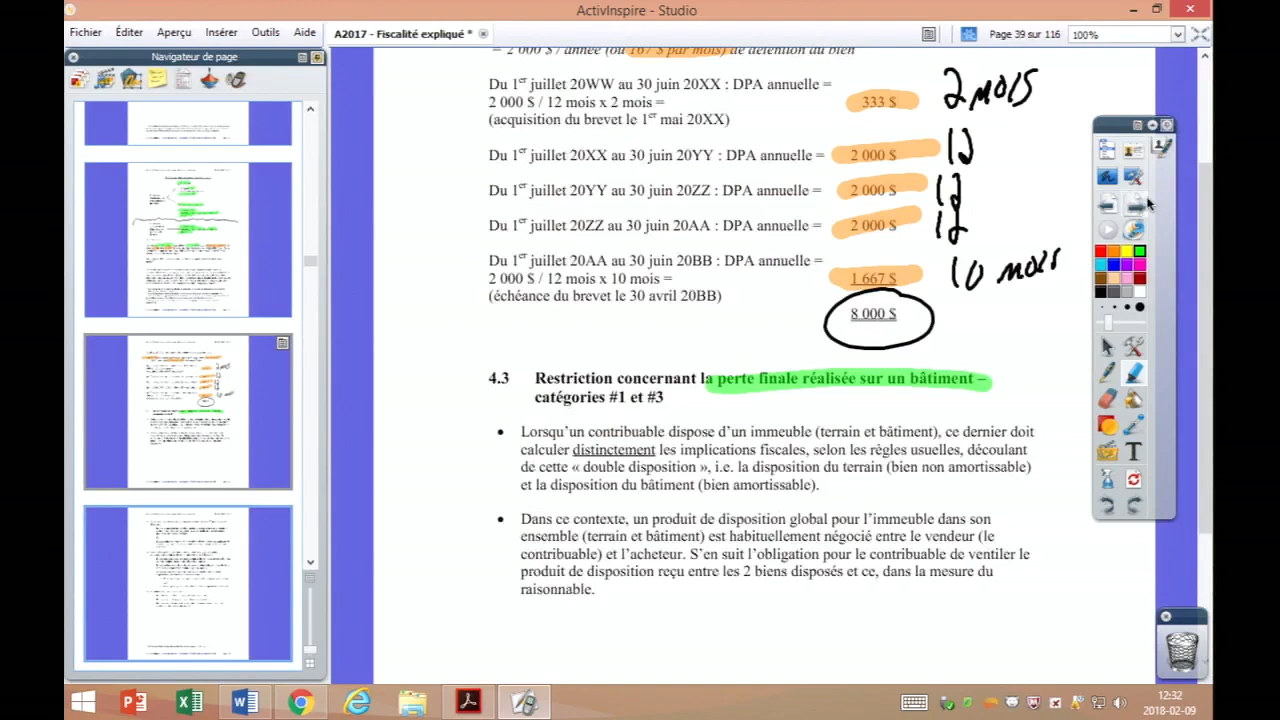 ActivInspire - Studio
Fichier Éditer Aperçu Insérer Outils Aide
A2017 - Fiscalité expliqué *
Page 39 sur 116
100%
Navigateur de page
= 2 000 $ / année (ou 167 $ par mois) de détention du bien
Du 1er juillet 20WW au 30 juin 20XX : DPA annuelle =
2 000 $ / 12 mois x 2 mois =
333 $
2 mois
(acquisition du brevet le 1er mai 20XX)
Du 1er juillet 20XX au 30 juin 20YY : DPA annuelle =
2 000 $
12
Du 1er juillet 20YY au 30 juin 20ZZ : DPA annuelle =
2 000 $
12
Du 1er juillet 20ZZ au 30 juin 20AA : DPA annuelle =
2 000 $
12
Du 1er juillet 20AA au 30 juin 20BB : DPA annuelle =
2 000 $ / 12 mois x 10 mois =
1 667 $
10 mois
(échéance du brevet le 30 avril 20BB)
8 000 $
4.3 Restriction concernant la perte finale réalisée sur un bâtiment –
catégories #1 et #3
• Lorsqu'un contribuable dispose d'un immeuble (terrain et bâtiment), ce dernier doit
calculer distinctement les implications fiscales, selon les règles usuelles, découlant
de cette « double disposition », i.e. la disposition du terrain (bien non amortissable)
et la disposition du bâtiment (bien amortissable).
• Dans ce contexte, un produit de disposition global pour l'immeuble dans son
ensemble (terrain et bâtiment) est habituellement négocié entre le vendeur (le
contribuable) et l'acheteur. S'en suit l'obligation pour le contribuable de ventiler le
produit de disposition reçu entre les 2 biens disposés et ce, dans la mesure du
raisonnable.
12:32
2018-02-09